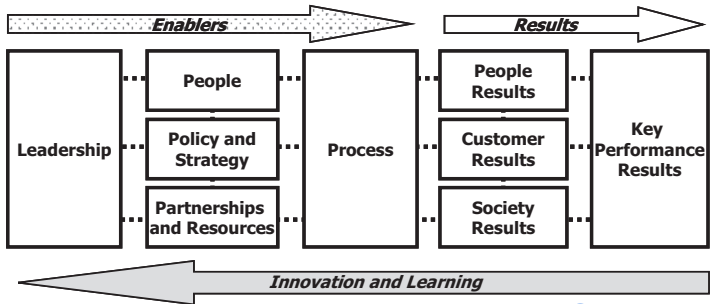 Enablers
Results
Leadership
People
Policy and
Strategy
Partnerships
and Resources
Process
People
Results
Customer
Results
Society
Results
Key
Performance
Results
Innovation and Learning